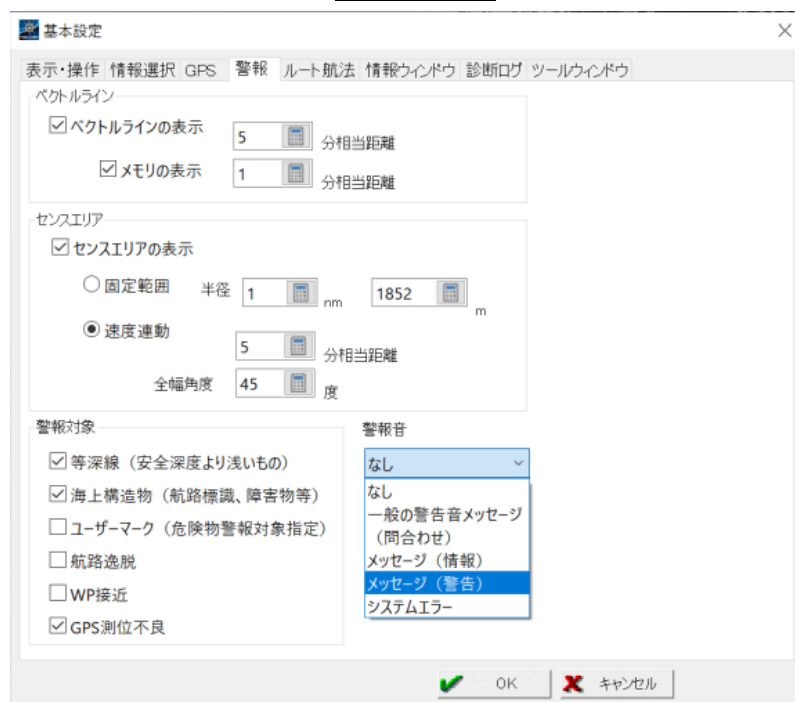 基本設定
表示・操作 情報選択 GPS 警報 ルート航法 情報ウィンドウ 診断ログ ツールウィンドウ
ベクトルライン
ベクトルラインの表示 5 分相当距離
メモリの表示 1 分相当距離
センスエリア
センスエリアの表示
固定範囲 半径 1 nm 1852 m
速度連動
5 分相当距離
全幅角度 45 度
警報対象
等深線（安全深度より浅いもの）
海上構造物（航路標識、障害物等）
ユーザーマーク（危険物警報対象指定）
航路逸脱
WP接近
GPS測位不良
警報音
なし
なし
一般の警告音メッセージ
（問合わせ）
メッセージ（情報）
メッセージ（警告）
システムエラー
OK キャンセル